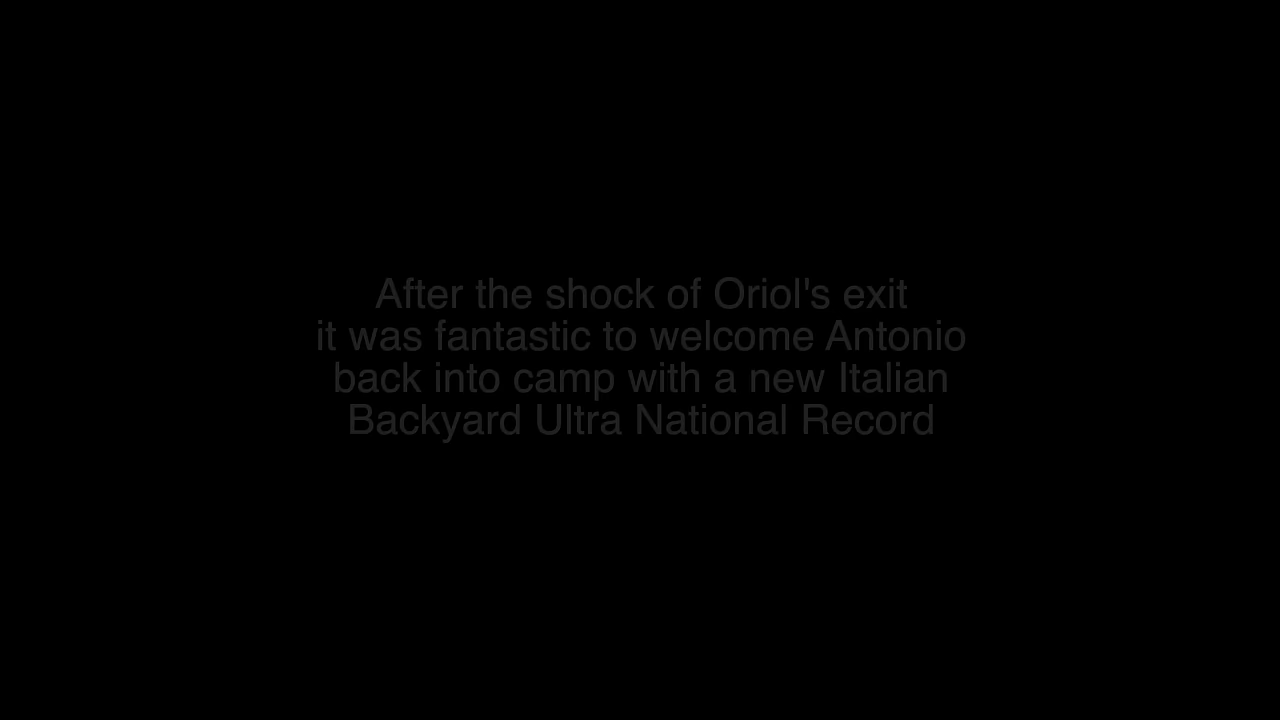 After the shock of Oriol's exit
it was fantastic to welcome Antonio
back into camp with a new Italian
Backyard Ultra National Record